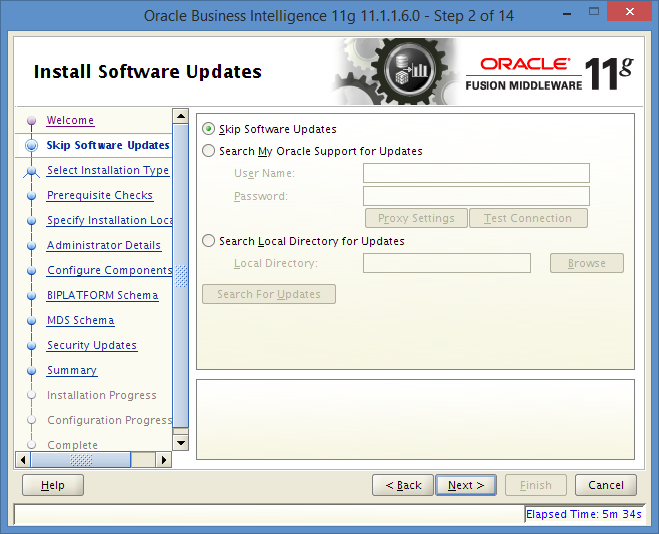 Oracle Business Intelligence 11g 11.1.1.6.0 - Step 2 of 14
Install Software Updates
ORACLE
FUSION MIDDLEWARE
11g
Welcome
Skip Software Updates
Select Installation Type
Prerequisite Checks
Specify Installation Loca
Administrator Details
Configure Components
BIPLATFORM Schema
MDS Schema
Security Updates
Summary
Installation Progress
Configuration Progress
Complete
Skip Software Updates
Search My Oracle Support for Updates
User Name:
Password:
Proxy Settings
Test Connection
Search Local Directory for Updates
Local Directory:
Browse
Search For Updates
Help
< Back
Next >
Finish
Cancel
Elapsed Time: 5m 34s